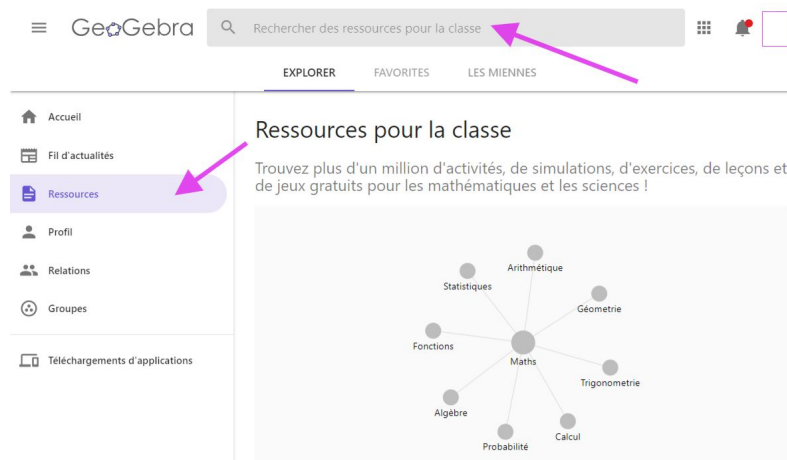 GeoGebra
Rechercher des ressources pour la classe
EXPLORER FAVORITES LES MIENNES
Accueil
Fil d'actualités
Ressources
Profil
Relations
Groupes
Téléchargements d'applications
Ressources pour la classe
Trouvez plus d'un million d'activités, de simulations, d'exercices, de leçons et
de jeux gratuits pour les mathématiques et les sciences !
Arithmétique
Statistiques
Géometrie
Fonctions
Maths
Trigonometrie
Algèbre
Calcul
Probabilité